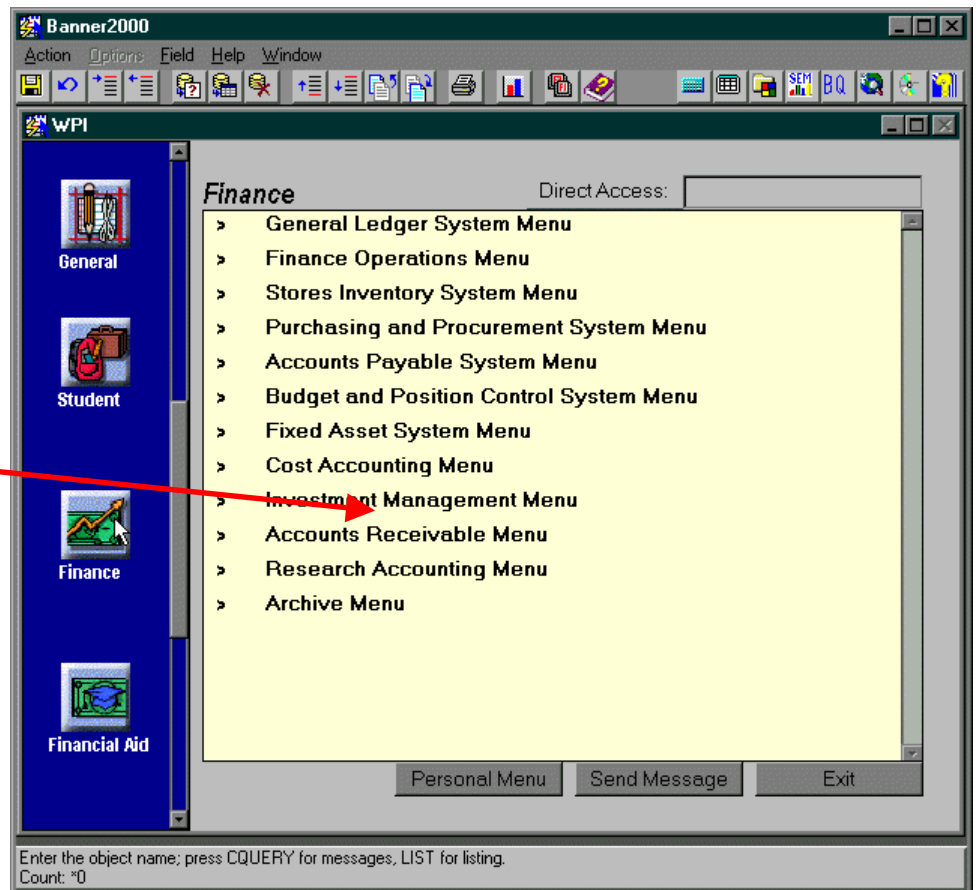 Banner2000
Action Options Field Help Window
SEM BQ
WPI
Finance Direct Access:
General Ledger System Menu
General
Finance Operations Menu
Stores Inventory System Menu
Purchasing and Procurement System Menu
Accounts Payable System Menu
Student
Budget and Position Control System Menu
Fixed Asset System Menu
Cost Accounting Menu
Investment Management Menu
Accounts Receivable Menu
Finance
Research Accounting Menu
Archive Menu
Financial Aid
Personal Menu Send Message Exit
Enter the object name; press CQUERY for messages, LIST for listing.
Count: *0